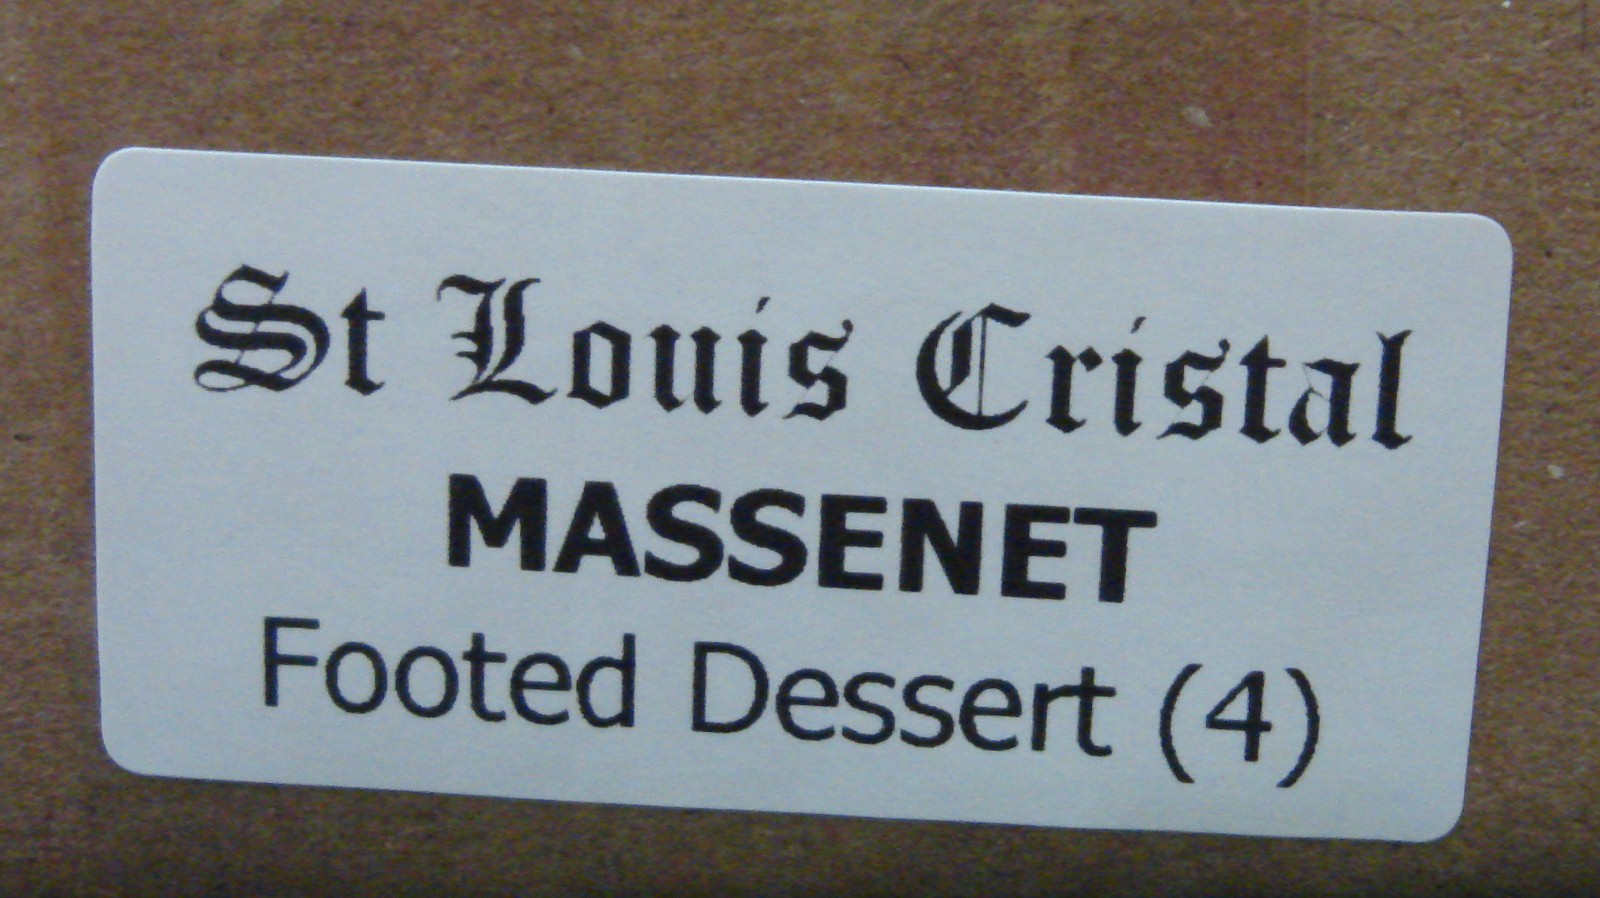 St Louis Cristal
MASSENET
Footed Dessert (4)